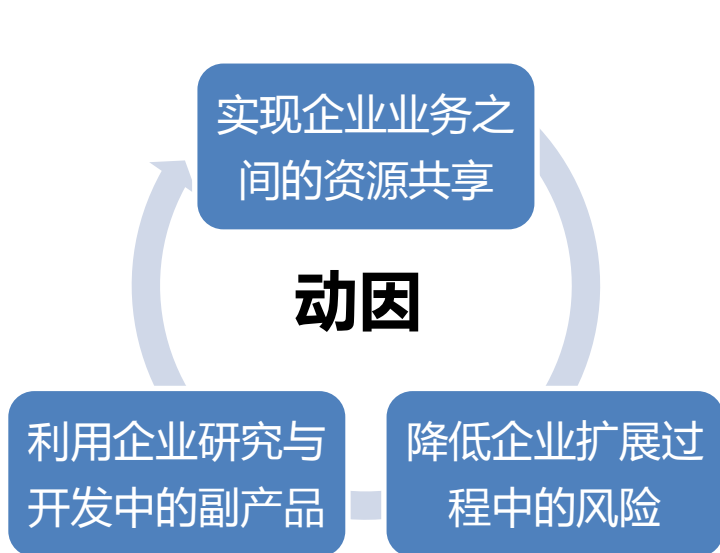 实现企业业务之
间的资源共享
动因
利用企业研究与
开发中的副产品
降低企业扩展过
程中的风险